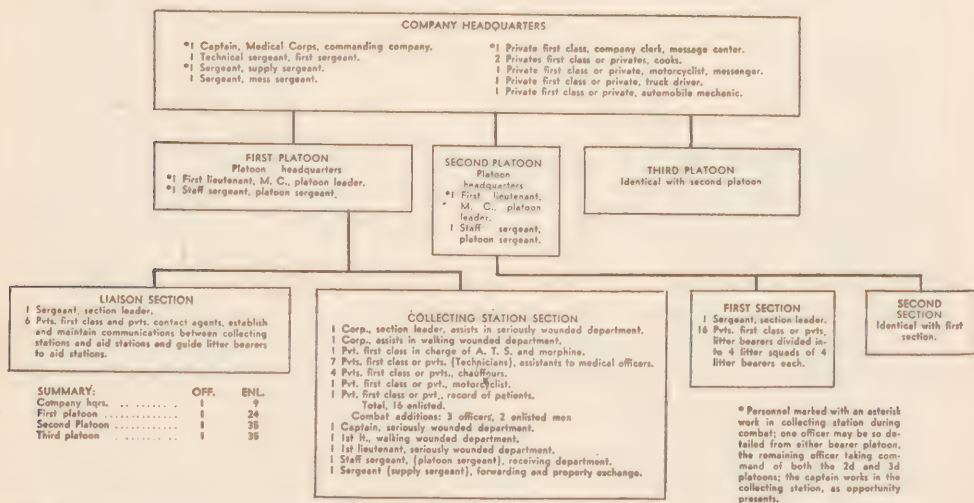 COMPANY HEADQUARTERS
*1 Captain, Medical Corps, commanding company.
1 Technical sergeant, first sergeant.
*1 Sergeant, supply sergeant.
1 Sergeant, mess sergeant.
*1 Private first class, company clerk, message center.
2 Privates first class or privates, cooks.
1 Private first class or private, motorcyclist, messenger.
1 Private first class or private, truck driver.
1 Private first class or private, automobile mechanic.
FIRST PLATOON
Platoon headquarters
*1 First lieutenant, M. C., platoon leader.
*1 Staff sergeant, platoon sergeant.
SECOND PLATOON
Platoon
headquarters
*1 First lieutenant,
M. C., platoon
leader.
1 Staff sergeant,
platoon sergeant.
THIRD PLATOON
Identical with second platoon
LIAISON SECTION
1 Sergeant, section leader.
6 Pvts. first class and pvts. contact agents, establish
and maintain communications between collecting
stations and aid stations and guide litter bearers
to aid stations.
COLLECTING STATION SECTION
1 Corp., section leader, assists in seriously wounded department.
1 Corp., assists in walking wounded department.
1 Pvt. first class in charge of A. T. S. and morphine.
7 Pvts. first class or pvts. (Technicians), assistants to medical officers.
4 Pvts. first class or pvts., chauffeurs.
1 Pvt. first class or pvt., motorcyclist.
1 Pvt. first class or pvt., record of patients.
Total, 16 enlisted.
Combat additions: 3 officers, 2 enlisted men
1 Captain, seriously wounded department.
1 1st lt., walking wounded department.
1 1st lieutenant, seriously wounded department.
1 Staff sergeant, (platoon sergeant), receiving department.
1 Sergeant (supply sergeant), forwarding and property exchange.
FIRST SECTION
1 Sergeant, section leader.
16 Pvts. first class or pvts,
litter bearers divided in-
to 4 litter squads of 4
litter bearers each.
SECOND
SECTION
Identical with first
section.
SUMMARY: OFF. ENL.
Company hqrs. . . . . . . . . . . 1 9
First platoon . . . . . . . . . . . 1 24
Second Platoon . . . . . . . . . 1 35
Third platoon . . . . . . . . . . . 1 35
* Personnel marked with an asterisk
work in collecting station during
combat; one officer may be so de-
tailed from either bearer platoon,
the remaining officer taking com-
mand of both the 2d and 3d
platoons; the captain works in the
collecting station, as opportunity
presents.